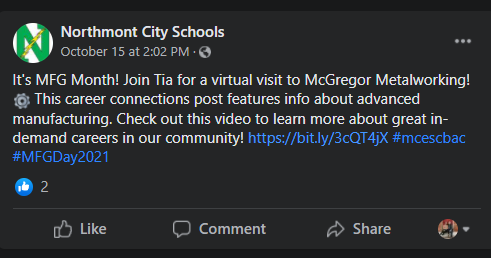 Northmont City Schools
October 15 at 2:02 PM ·
It's MFG Month! Join Tia for a virtual visit to McGregor Metalworking!
⚙️ This career connections post features info about advanced
manufacturing. Check out this video to learn more about great in-
demand careers in our community! https://bit.ly/3cQT4jX #mcescbac
#MFGDay2021
2
Like Comment Share